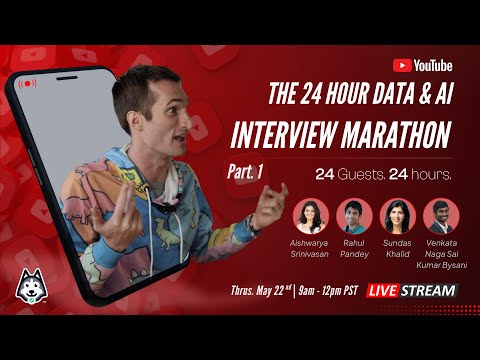 YouTube
THE 24 HOUR DATA & AI
INTERVIEW MARATHON
Part. 1
24 Guests. 24 hours.
Aishwarya
Srinivasan
Rahul
Pandey
Sundas
Khalid
Venkata
Naga Sai
Kumar Bysani
Thrus. May 22nd | 9am - 12pm PST
LIVE STREAM